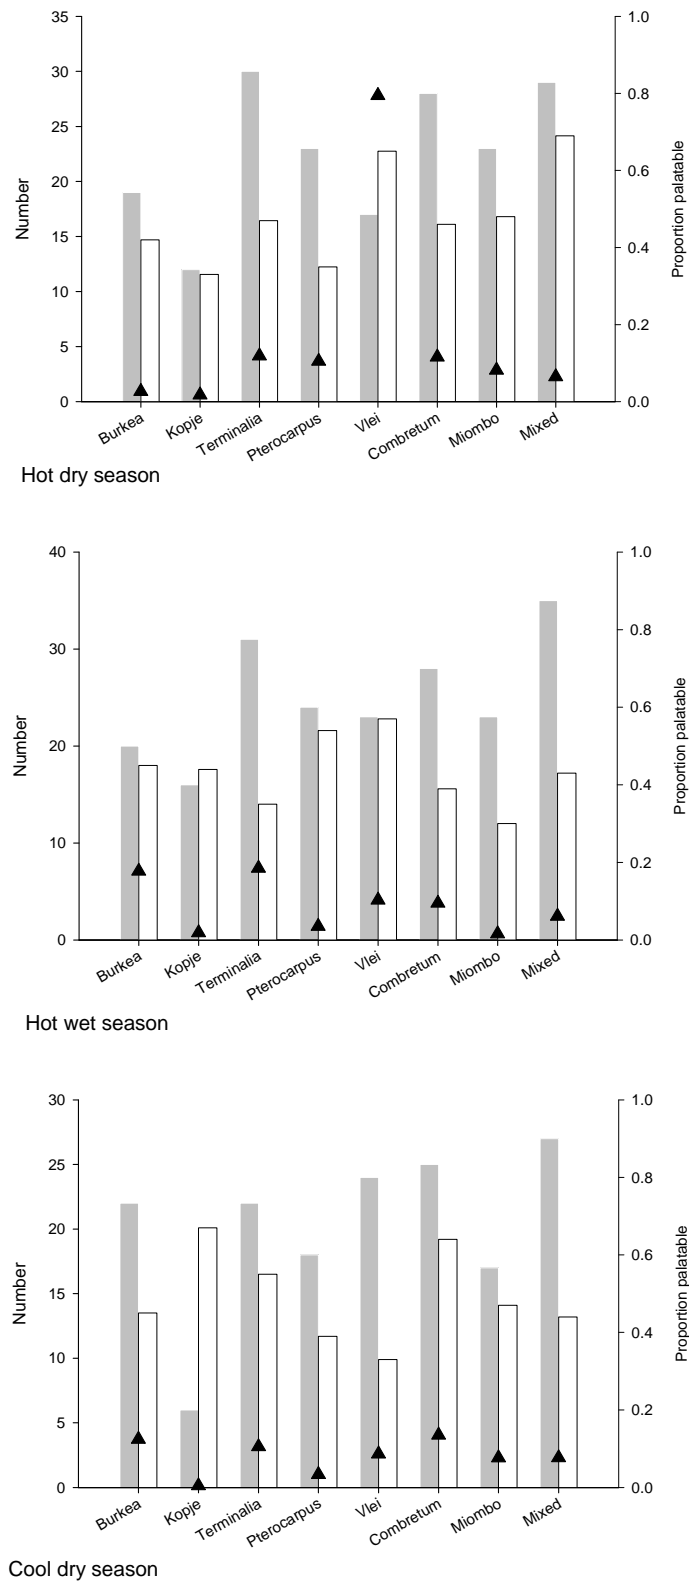 35
30
25
20
15
10
5
0
Number
1.0
0.8
0.6
0.4
0.2
0.0
Proportion palatable
Burkea
Kopje
Terminalia
Pterocarpus
Vlei
Combretum
Miombo
Mixed
Hot dry season
40
30
20
10
0
Number
1.0
0.8
0.6
0.4
0.2
0.0
Proportion palatable
Burkea
Kopje
Terminalia
Pterocarpus
Vlei
Combretum
Miombo
Mixed
Hot wet season
30
25
20
15
10
5
0
Number
1.0
0.8
0.6
0.4
0.2
0.0
Proportion palatable
Burkea
Kopje
Terminalia
Pterocarpus
Vlei
Combretum
Miombo
Mixed
Cool dry season